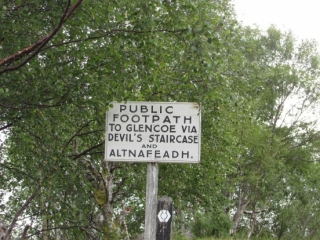 PUBLIC
FOOTPATH
TO GLENCOE VIA
DEVIL'S STAIRCASE
AND
ALTNAFEADH.